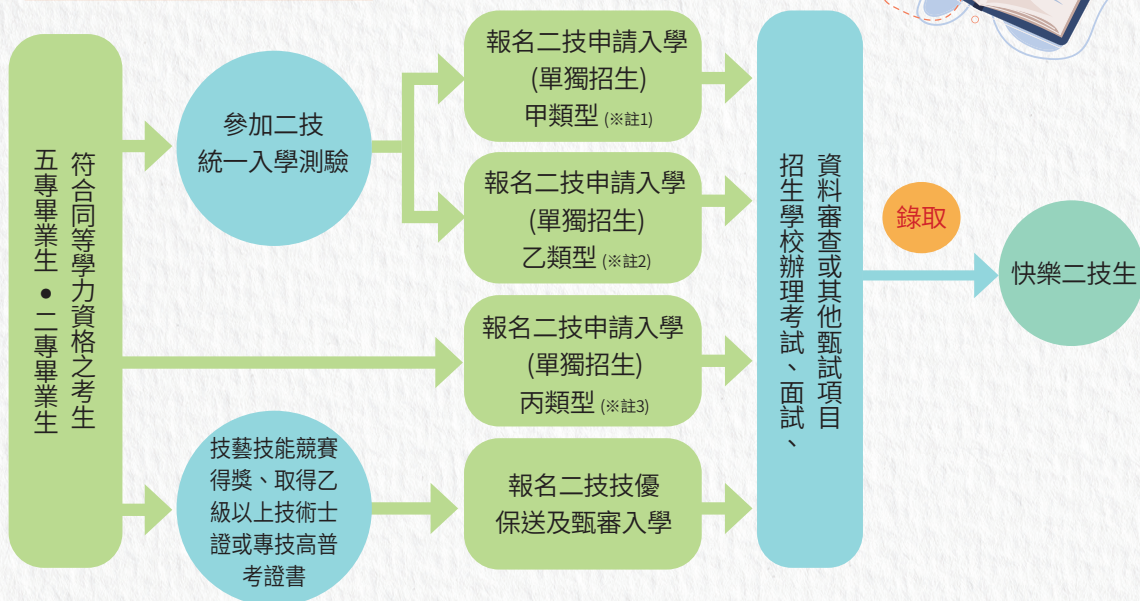 五專畢業生•二專畢業生
符合同等學力資格之考生
參加二技
統一入學測驗
報名二技申請入學
(單獨招生)
甲類型 (※註1)
報名二技申請入學
(單獨招生)
乙類型 (※註2)
報名二技申請入學
(單獨招生)
丙類型 (※註3)
技藝技能競賽
得獎、取得乙
級以上技術士
證或專技高普
考證書
報名二技技優
保送及甄審入學
招生學校辦理考試、面試、
資料審查或其他甄試項目
錄取
快樂二技生